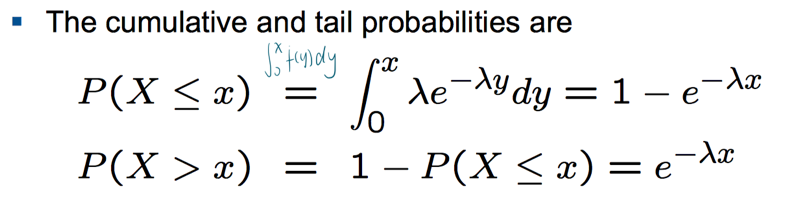 ▪ The cumulative and tail probabilities are
∫₀ˣ f(y)dy
P(X ≤ x) = ∫₀ˣ λe^{−λy}dy = 1 − e^{−λx}
P(X > x) = 1 − P(X ≤ x) = e^{−λx}